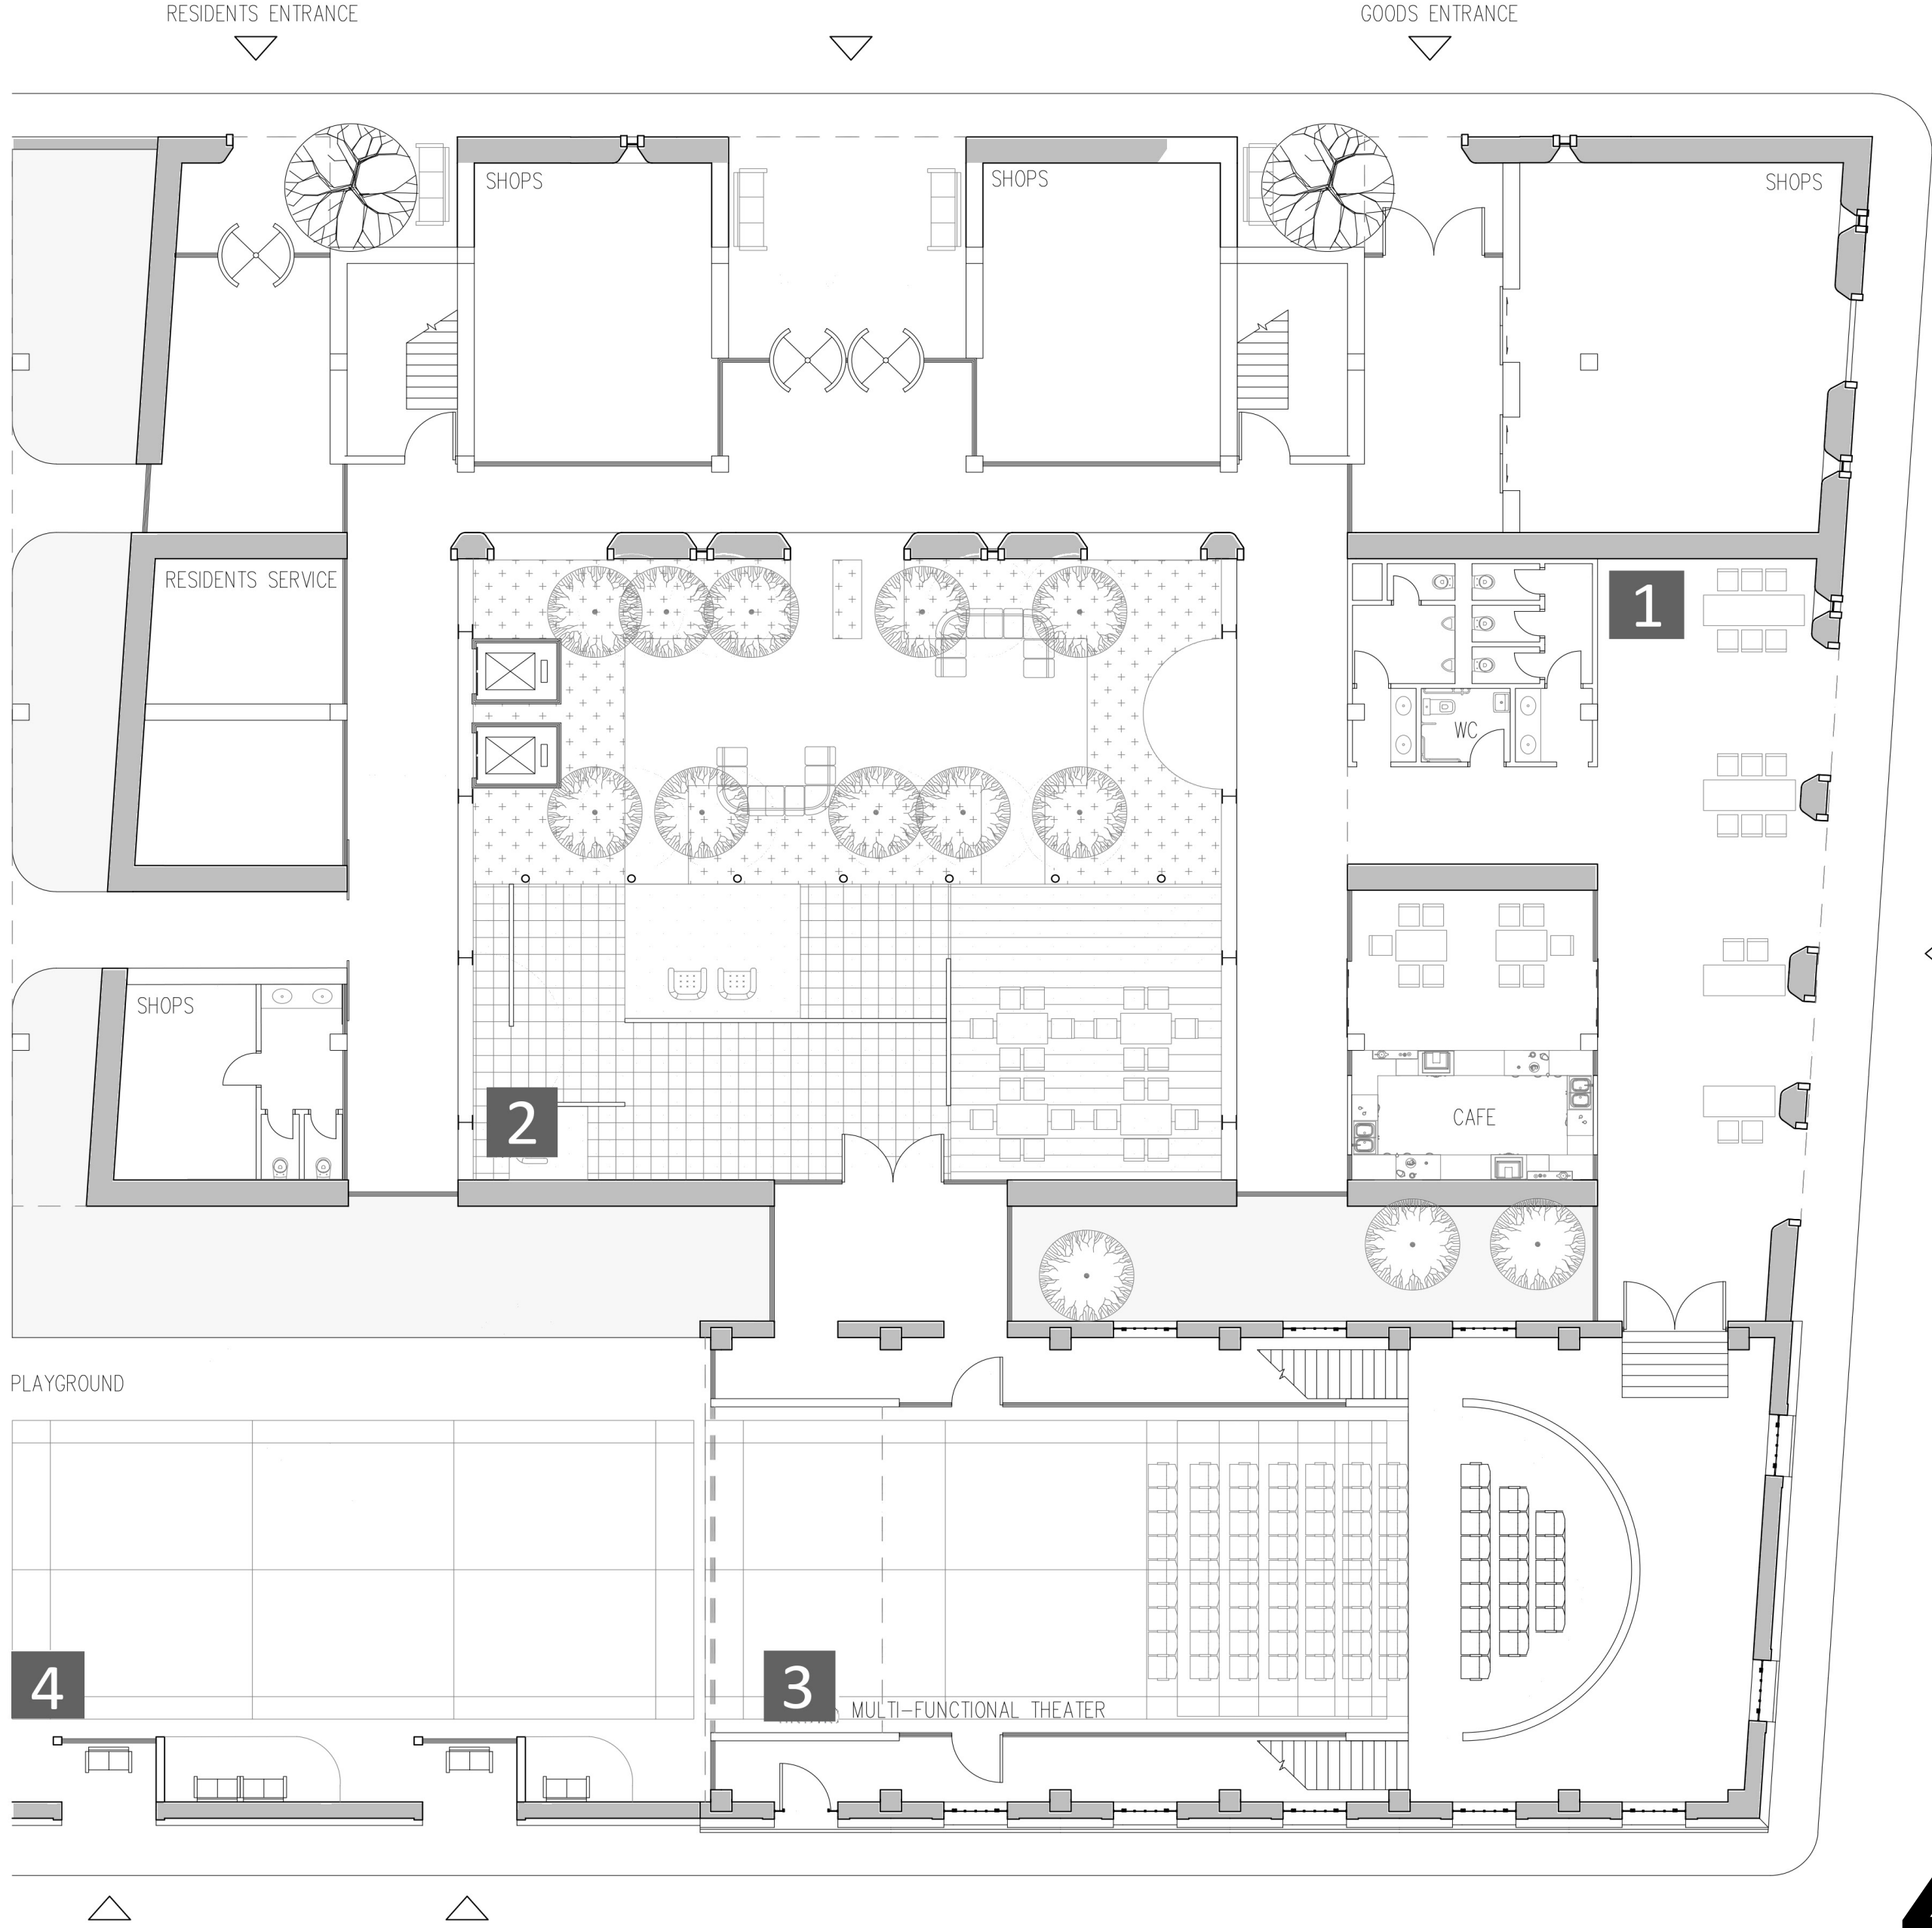 RESIDENTS ENTRANCE
GOODS ENTRANCE
SHOPS
SHOPS
SHOPS
RESIDENTS SERVICE
1
WC
SHOPS
2
CAFE
PLAYGROUND
4
3
MULTI-FUNCTIONAL THEATER